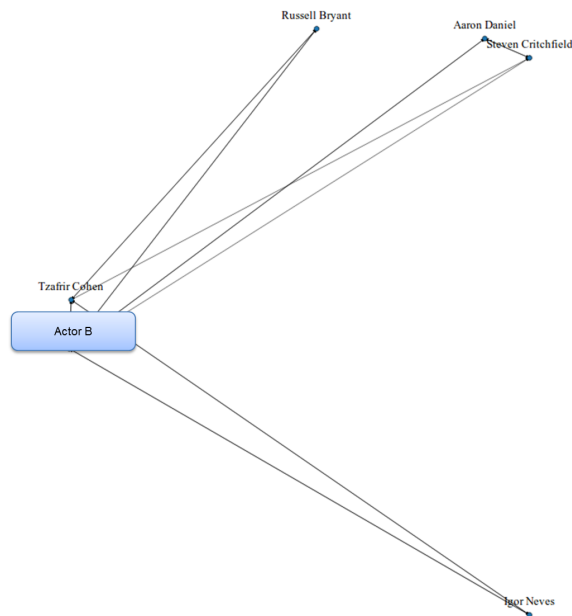 Russell Bryant
Aaron Daniel
Steven Critchfield
Tzafrir Cohen
Actor B
Igor Neves